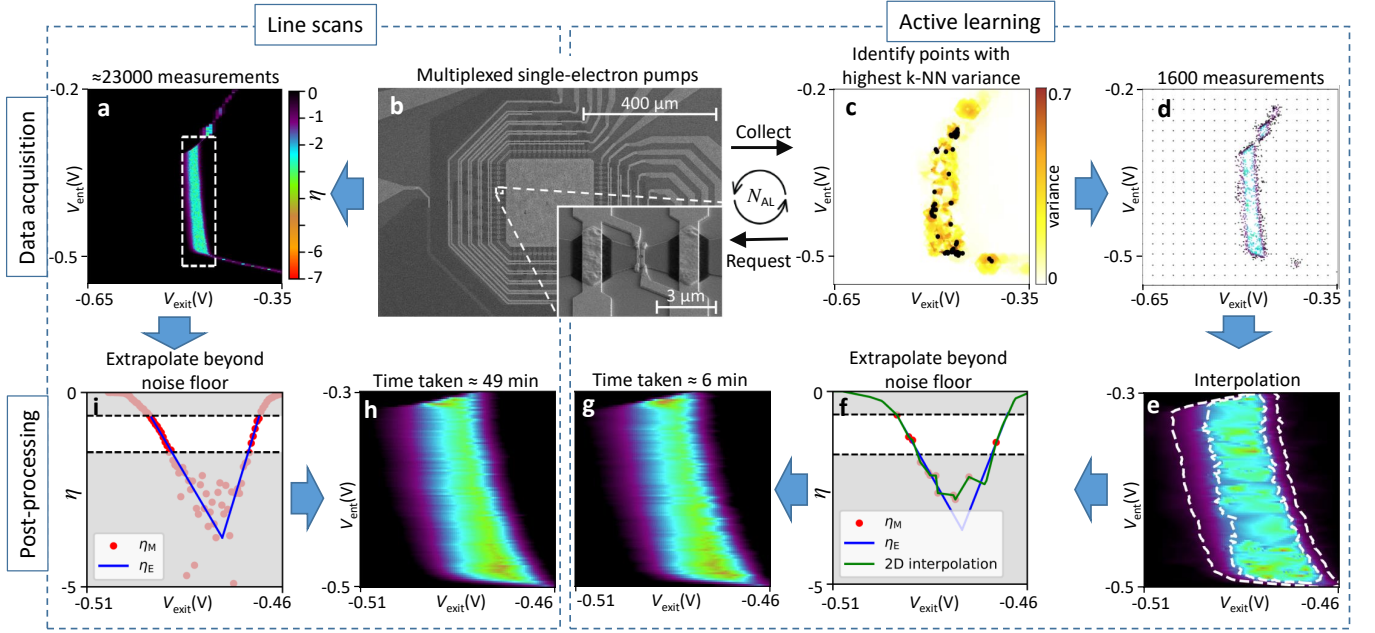 Line scans
Active learning
Data acquisition
Post-processing
≈23000 measurements
-0.2
a
V_ent(V)
-0.5
-0.65
V_exit(V)
-0.35
0
-1
-2
-3
-4
-5
-6
-7
η
Multiplexed single-electron pumps
b
400 μm
3 μm
Collect
N_AL
Request
Identify points with
highest k-NN variance
-0.2
c
V_ent(V)
-0.5
-0.65
V_exit(V)
-0.35
0.7
variance
0
1600 measurements
-0.2
d
V_ent(V)
-0.5
-0.65
V_exit(V)
-0.35
Extrapolate beyond
noise floor
0
i
η
η_M
η_E
-5
-0.51
V_exit(V)
-0.46
Time taken ≈ 49 min
-0.3
h
V_ent(V)
-0.5
-0.51
V_exit(V)
-0.46
Time taken ≈ 6 min
g
-0.51
V_exit(V)
-0.46
Extrapolate beyond
noise floor
0
f
η
η_M
η_E
2D interpolation
-5
-0.51
V_exit(V)
-0.46
Interpolation
-0.3
e
V_ent(V)
-0.5
-0.51
V_exit(V)
-0.46